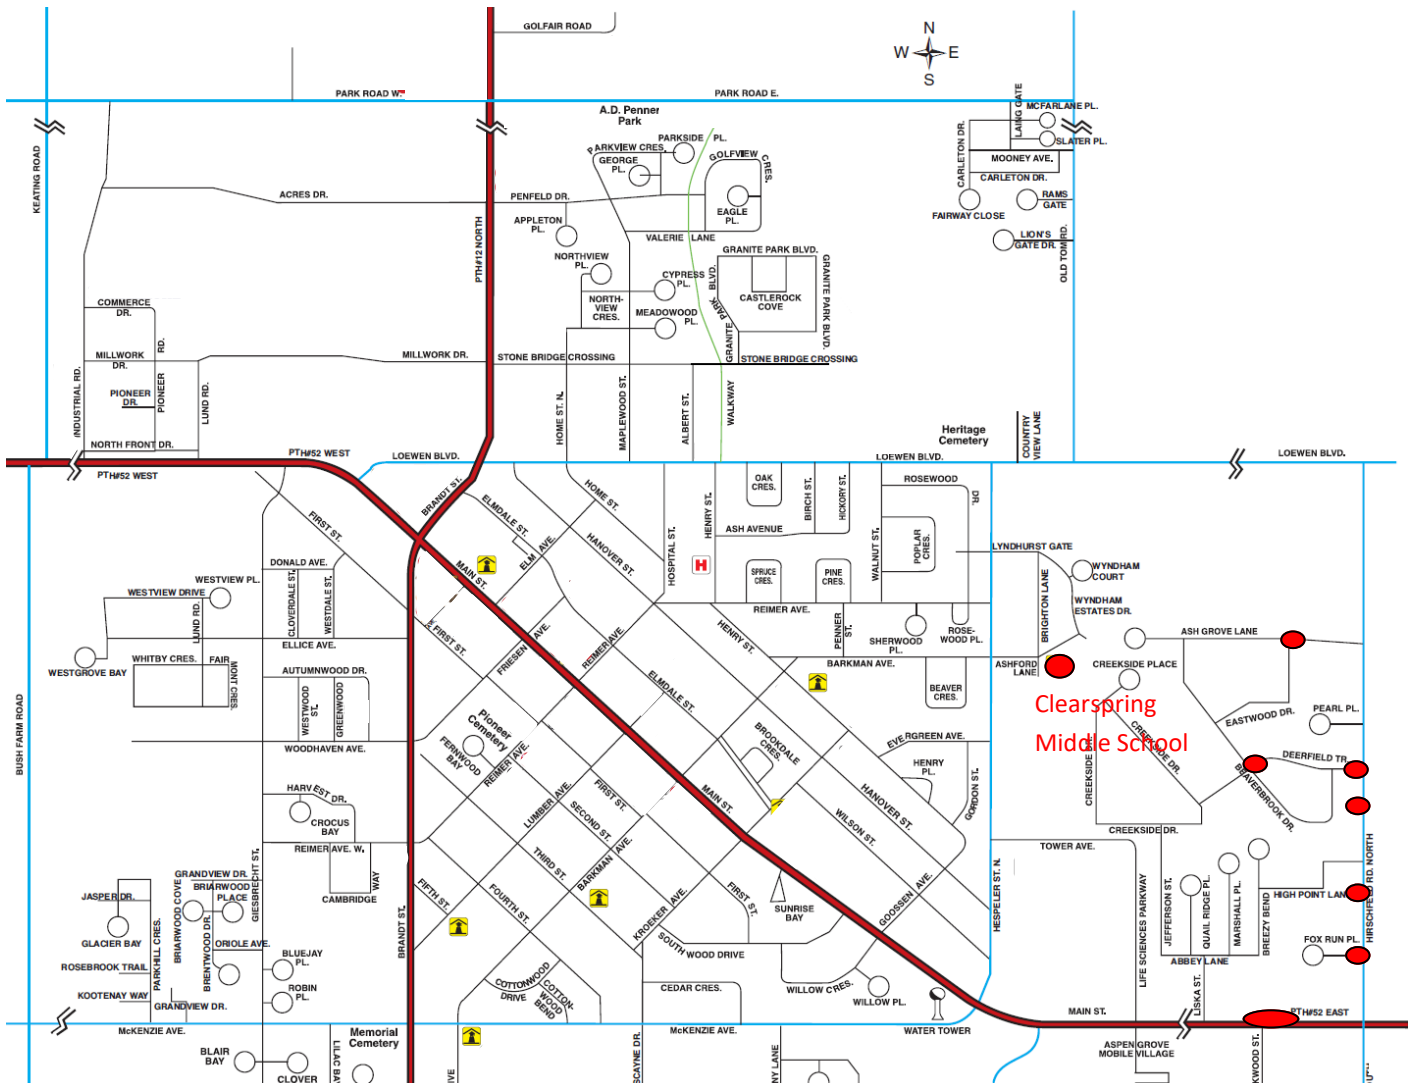 GOLFAIR ROAD
N
W E
S
PARK ROAD W.
PARK ROAD E.
A.D. Penner
Park
MCFARLANE PL.
LAING GATE
SLATER PL.
CARLETON DR.
MOONEY AVE.
CARLETON DR.
RAMS
GATE
FAIRWAY CLOSE
LION'S
GATE DR.
OLD TOM RD.
KEATING ROAD
PARKSIDE PL.
PARKVIEW CRES.
GEORGE
PL.
GOLFVIEW
CRES.
EAGLE
PL.
ACRES DR.
PENFELD DR.
APPLETON
PL.
VALERIE LANE
PTH#12 NORTH
NORTHVIEW
PL.
CYPRESS
PL.
NORTH-
VIEW
CRES.
MEADOWOOD
PL.
GRANITE PARK BLVD.
GRANITE PARK BLVD.
GRANITE PARK BLVD.
CASTLEROCK
COVE
COMMERCE
DR.
MILLWORK
DR.
PIONEER RD.
PIONEER
DR.
LUND RD.
INDUSTRIAL RD.
NORTH FRONT DR.
MILLWORK DR.
STONE BRIDGE CROSSING
STONE BRIDGE CROSSING
HOME ST. N.
MAPLEWOOD ST.
ALBERT ST.
WALKWAY
Heritage
Cemetery
COUNTRY
VIEW LANE
PTH#52 WEST
PTH#52 WEST
LOEWEN BLVD.
LOEWEN BLVD.
LOEWEN BLVD.
BRANDT ST.
ELMDALE ST.
HOME ST.
HANOVER ST.
ELM AVE.
FIRST ST.
MAIN ST.
HOSPITAL ST.
HENRY ST.
H
OAK
CRES.
BIRCH ST.
HICKORY ST.
ASH AVENUE
SPRUCE
CRES.
PINE
CRES.
WALNUT ST.
ROSEWOOD
DR.
POPLAR
CRES.
LYNDHURST GATE
WYNDHAM
COURT
WYNDHAM
ESTATES DR.
BRIGHTON LANE
ASHFORD
LANE
DONALD AVE.
CLOVERDALE ST.
WESTDALE ST.
WESTVIEW PL.
WESTVIEW DRIVE
LUND RD.
ELLICE AVE.
WESTGROVE BAY
WHITBY CRES.
FAIR
MONT CRES.
AUTUMNWOOD DR.
WESTWOOD
ST.
GREENWOOD
WOODHAVEN AVE.
BUSH FARM ROAD
FIRST ST.
FRIESEN AVE.
REIMER AVE.
ELMDALE ST.
HENRY ST.
REIMER AVE.
PENNER
ST.
SHERWOOD
PL.
ROSE-
WOOD PL.
BARKMAN AVE.
BEAVER
CRES.
ASH GROVE LANE
CREEKSIDE PLACE
Clearspring
Middle School
CREEKSIDE DR.
CREEKSIDE DR.
CREEKSIDE DR.
EASTWOOD DR.
PEARL PL.
DEERFIELD TR.
BEAVERBROOK DR.
Pioneer
Cemetery
FERNWOOD
BAY
REIMER AVE.
BROOKDALE
CRES.
EVERGREEN AVE.
HENRY
PL.
GORDON ST.
HANOVER ST.
WILSON ST.
MAIN ST.
LUMBER AVE.
FIRST ST.
SECOND ST.
THIRD ST.
BARKMAN AVE.
FOURTH ST.
FIFTH ST.
KROEKER AVE.
FIRST ST.
SUNRISE
BAY
GOOSSEN AVE.
SOUTH WOOD DRIVE
HARVEST DR.
CROCUS
BAY
REIMER AVE. W.
CAMBRIDGE
WAY
GIESBRECHT ST.
BRANDT ST.
GRANDVIEW DR.
BRIARWOOD
PLACE
BRIARWOOD COVE
BRENTWOOD DR.
ORIOLE AVE.
JASPER DR.
GLACIER BAY
ROSEBROOK TRAIL
KOOTENAY WAY
PARKHILL CRES.
GRANDVIEW DR.
BLUEJAY
PL.
ROBIN
PL.
McKENZIE AVE.
BLAIR
BAY
CLOVER
Memorial
Cemetery
LILAC BA
COTTONWOOD
DRIVE
COTTON-
WOOD
BEND
CEDAR CRES.
McKENZIE AVE.
WILLOW CRES.
WILLOW PL.
WATER TOWER
HESPELER ST. N.
TOWER AVE.
LIFE SCIENCES PARKWAY
JEFFERSON ST.
QUAIL RIDGE PL.
MARSHALL PL.
BREEZY BEND
HIGH POINT LANE
HIRSCHFELD RD. NORTH
FOX RUN PL.
ABBEY LANE
LISKA ST.
MAIN ST.
PTH#52 EAST
ASPEN GROVE
MOBILE VILLAGE
KWOOD ST.
IVE
SCAYNE DR.
NY LANE